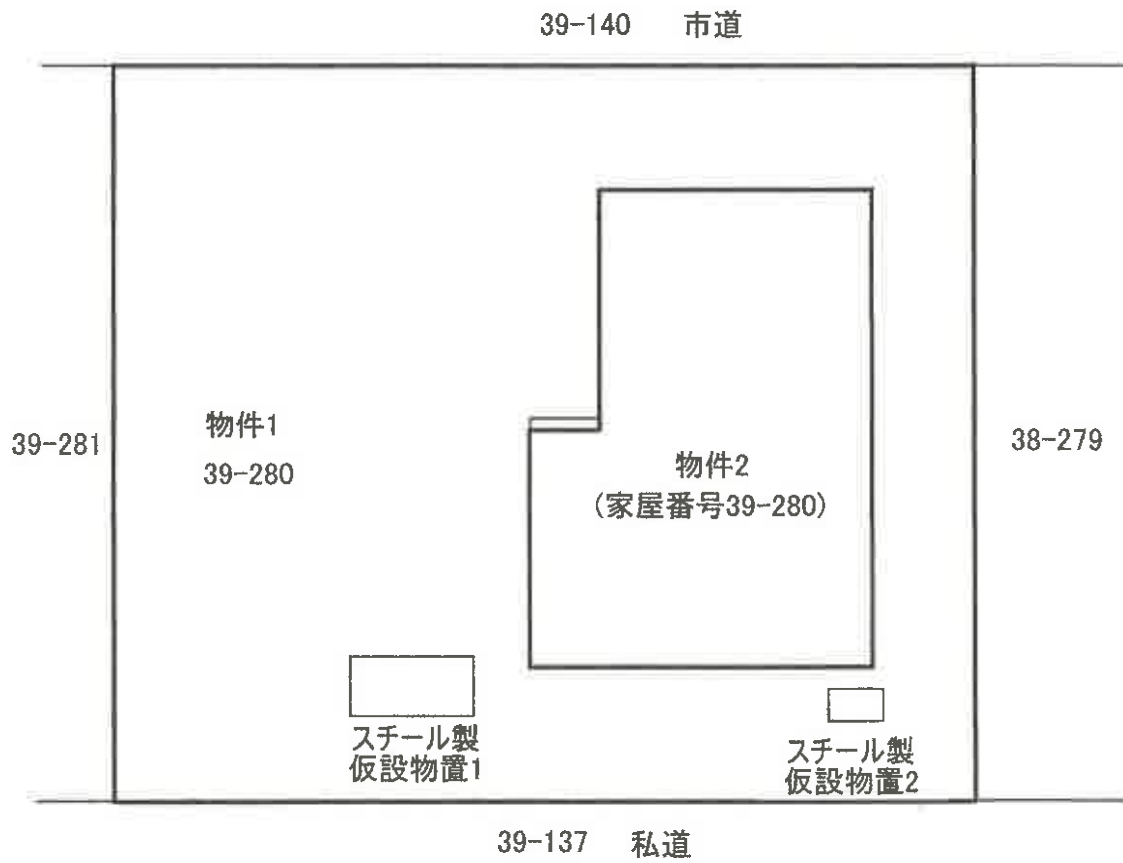 39-140 市道
39-281
物件1
39-280
物件2
(家屋番号39-280)
38-279
スチール製
仮設物置1
スチール製
仮設物置2
39-137 私道